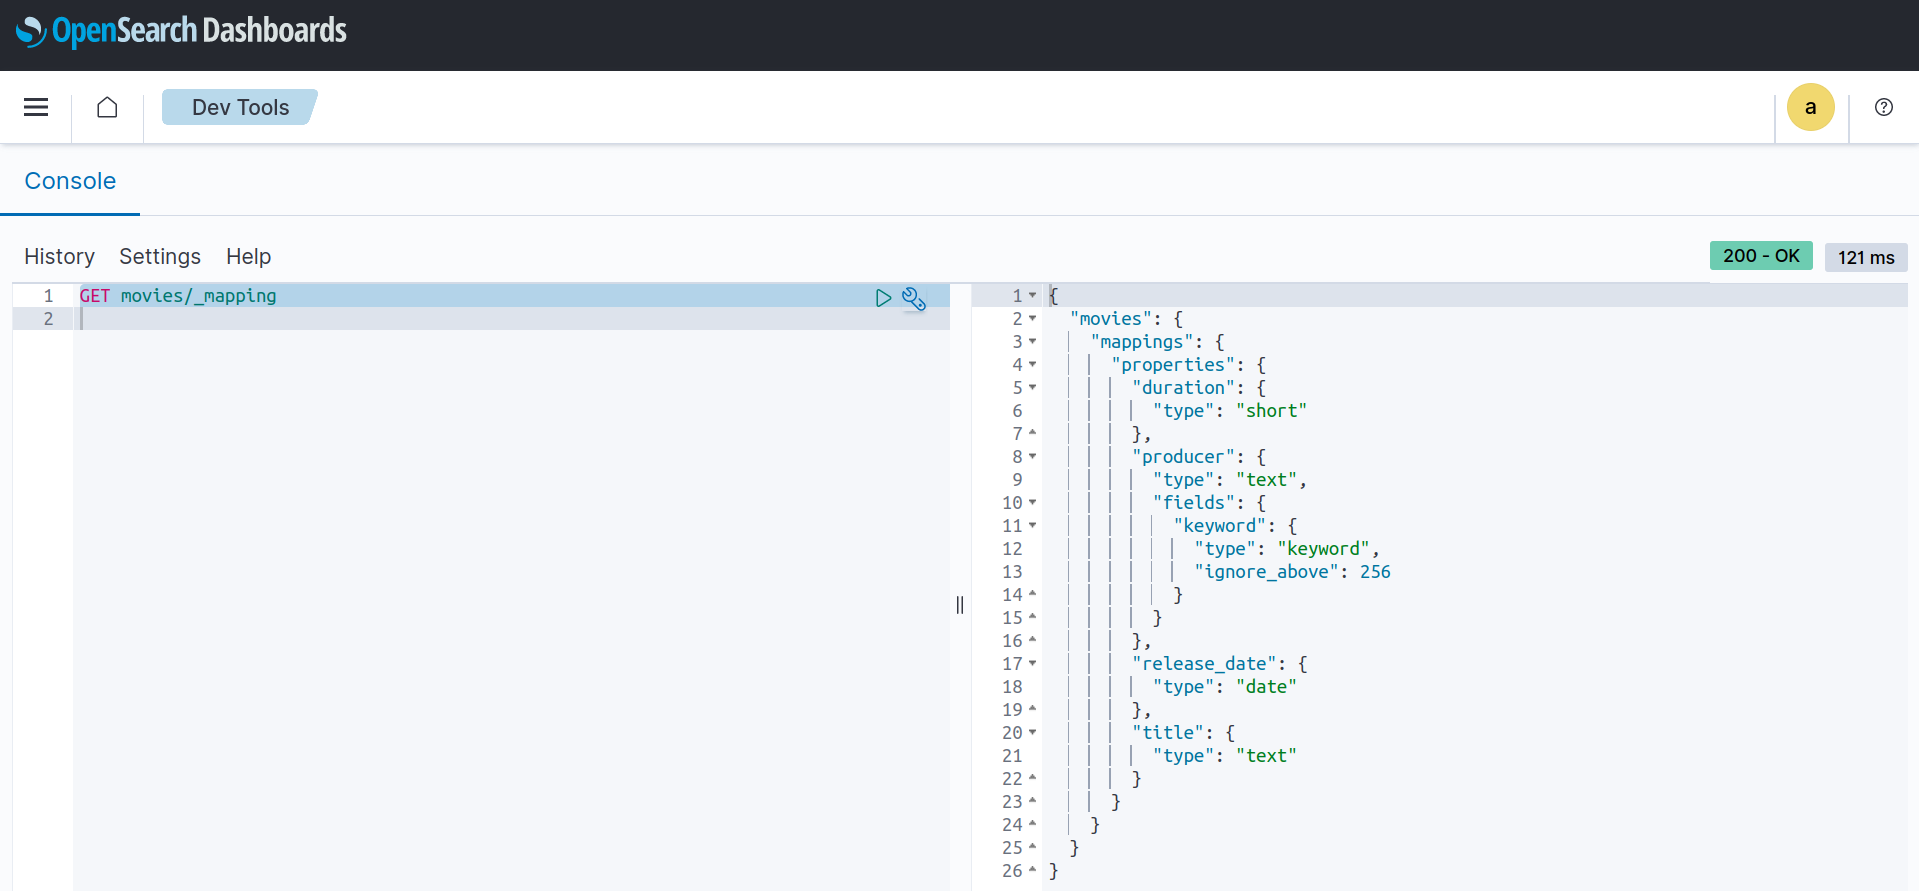 OpenSearch Dashboards
Dev Tools
a
Console
History Settings Help
200 - OK 121 ms
1 GET movies/_mapping
2
1 {
2 "movies": {
3 "mappings": {
4 "properties": {
5 "duration": {
6 "type": "short"
7 },
8 "producer": {
9 "type": "text",
10 "fields": {
11 "keyword": {
12 "type": "keyword",
13 "ignore_above": 256
14 }
15 }
16 },
17 "release_date": {
18 "type": "date"
19 },
20 "title": {
21 "type": "text"
22 }
23 }
24 }
25 }
26 }